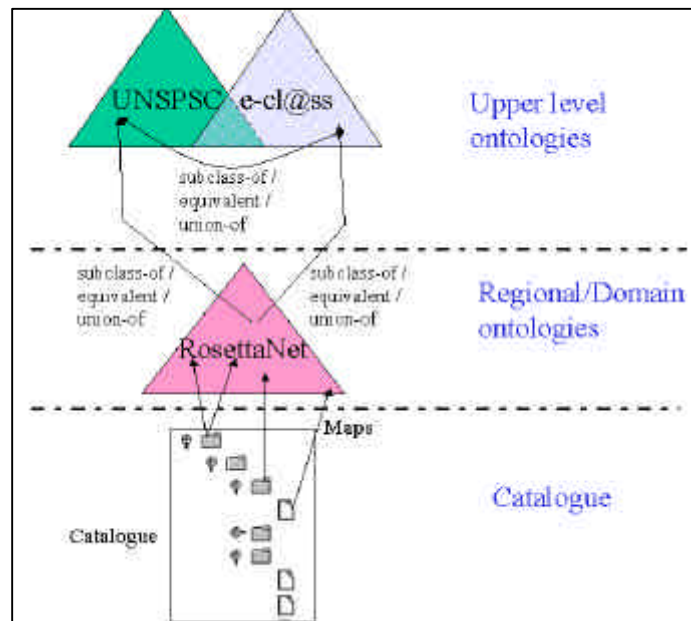 UNSPSC e-cl@ss
Upper level
ontologies
subclass-of /
equivalent /
union-of
subclass-of /
equivalent /
union-of
subclass-of /
equivalent /
union-of
Regional/Domain
ontologies
RosettaNet
Maps
Catalogue
Catalogue